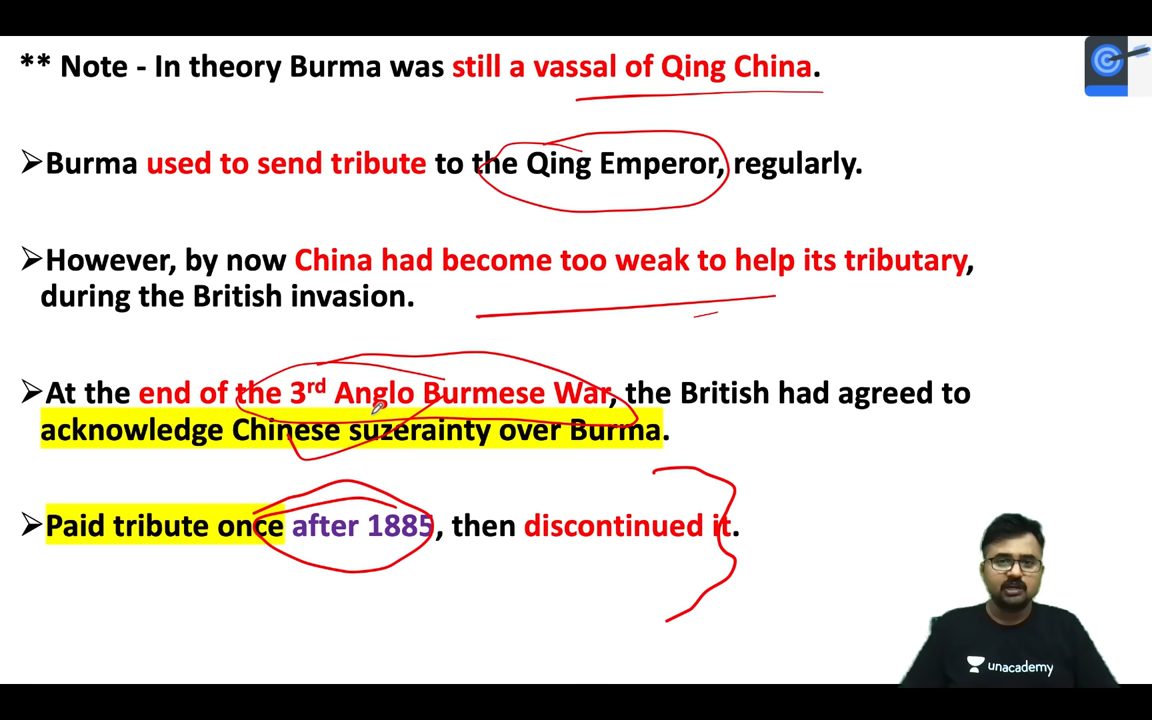 ** Note - In theory Burma was still a vassal of Qing China.
➢Burma used to send tribute to the Qing Emperor, regularly.
➢However, by now China had become too weak to help its tributary,
during the British invasion.
➢At the end of the 3rd Anglo Burmese War, the British had agreed to
acknowledge Chinese suzerainty over Burma.
➢Paid tribute once after 1885, then discontinued it.
unacademy